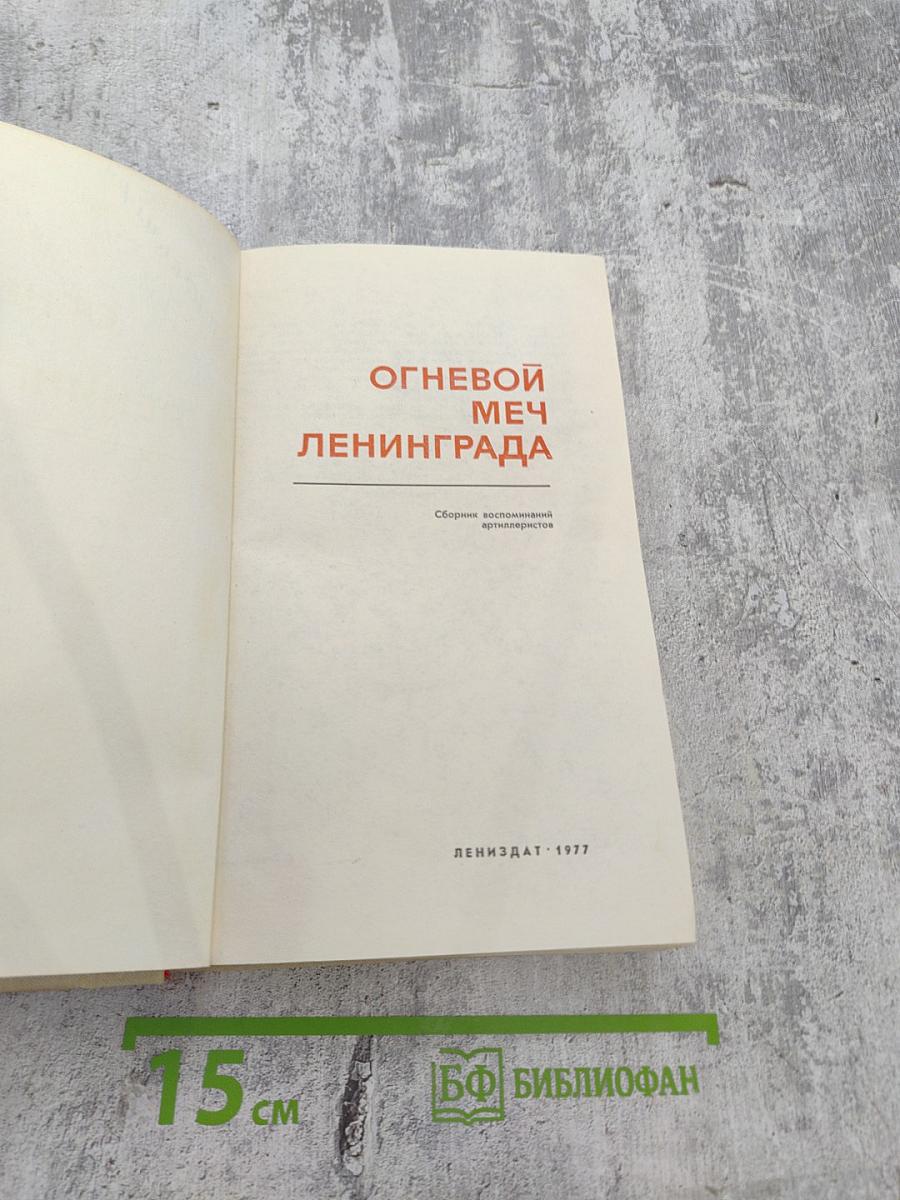 ОГНЕВОЙ
МЕЧ
ЛЕНИНГРАДА
Сборник воспоминаний
артиллеристов
ЛЕНИЗДАТ · 1977
15 см
БФ БИБЛИОФАН